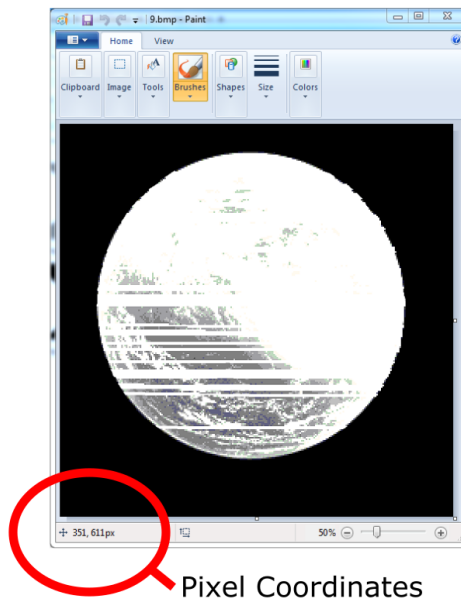 9.bmp - Paint
Home View
Clipboard Image Tools Brushes Shapes Size Colors
351, 611px 50%
Pixel Coordinates